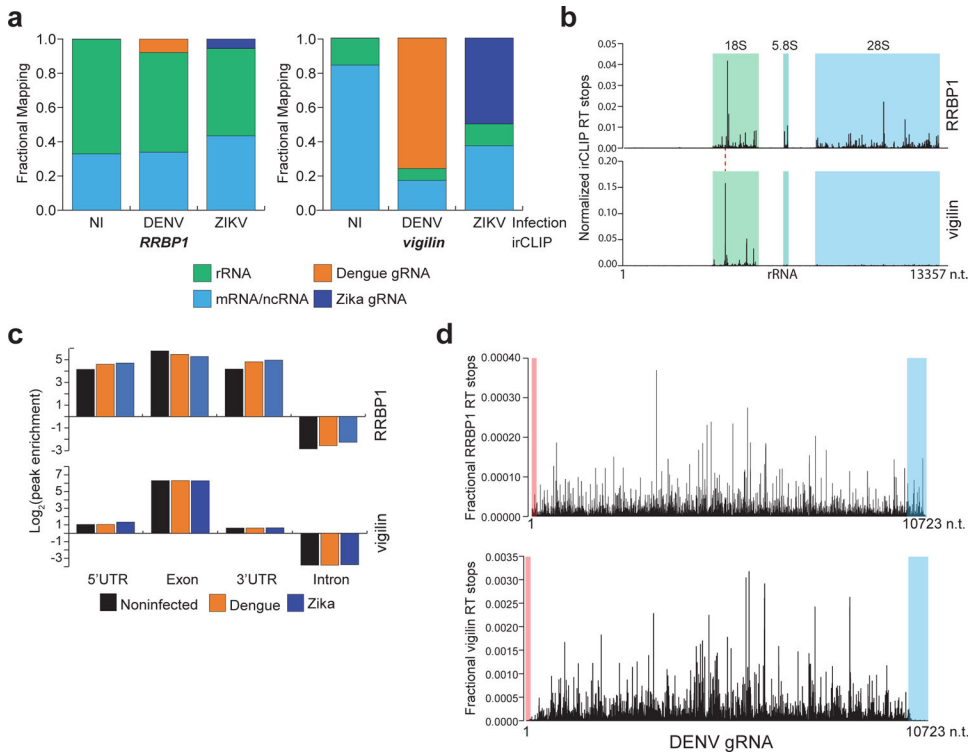 a
Fractional Mapping
1.0
0.8
0.6
0.4
0.2
0.0
NI DENV ZIKV
RRBP1
Fractional Mapping
1.0
0.8
0.6
0.4
0.2
0.0
NI DENV ZIKV Infection
vigilin irCLIP
rRNA
mRNA/ncRNA
Dengue gRNA
Zika gRNA
b
Normalized irCLIP RT stops
18S 5.8S 28S
0.05
0.04
0.03
0.02
0.01
0.00
RRBP1
0.20
0.15
0.10
0.05
0.00
vigilin
1 rRNA 13357 n.t.
c
Log2(peak enrichment)
5
3
1
-1
-3
RRBP1
7
5
3
1
-1
-3
vigilin
5'UTR Exon 3'UTR Intron
Noninfected Dengue Zika
d
Fractional RRBP1 RT stops
0.00040
0.00030
0.00020
0.00010
0.00000
1 10723 n.t.
Fractional vigilin RT stops
0.0035
0.0030
0.0025
0.0020
0.0015
0.0010
0.0005
0.0000
1 DENV gRNA 10723 n.t.